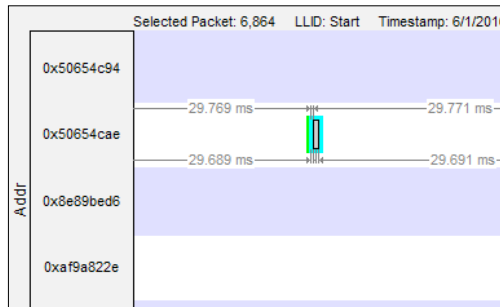 Selected Packet: 6,864 LLID: Start Timestamp: 6/1/2016
0x50654c94
29.769 ms 29.771 ms
0x50654cae
29.689 ms 29.691 ms
Addr
0x8e89bed6
0xaf9a822e